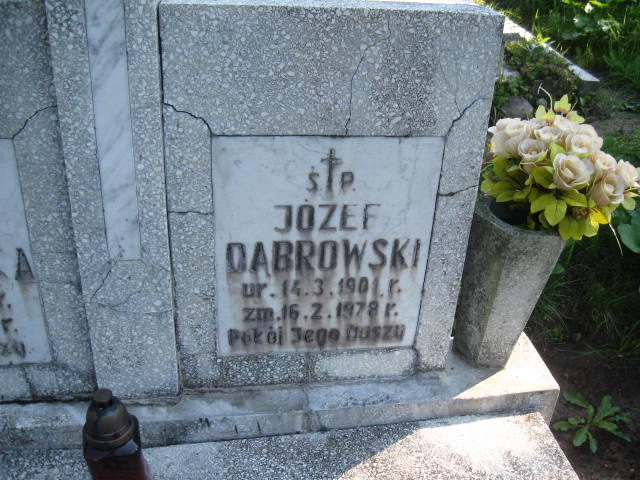 Ś.†P.
JÓZEF
DĄBROWSKI
ur. 14.3.1901.r.
zm.16.2.1978 r.
Pokój Jego Duszy